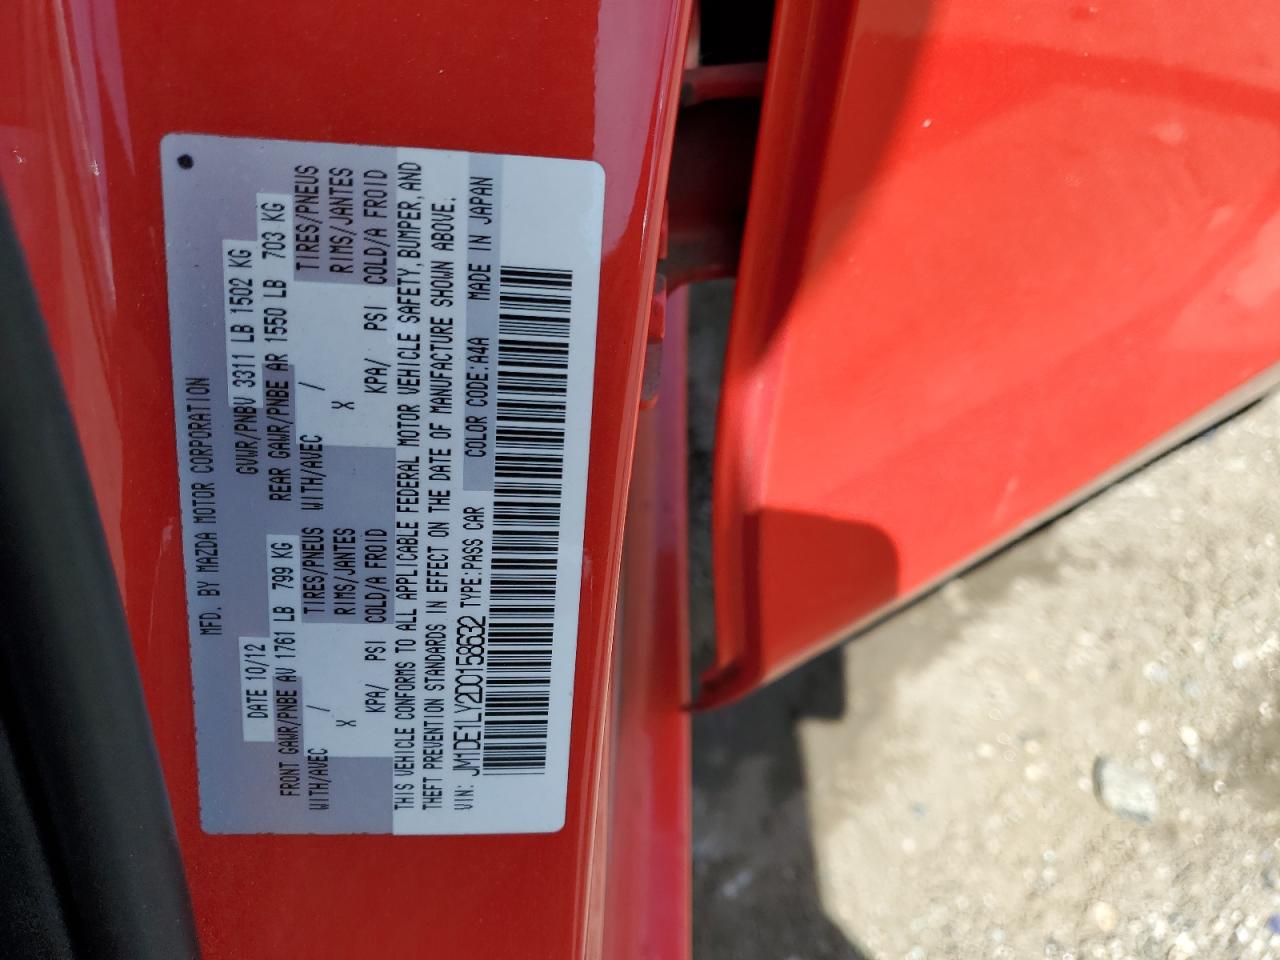 MFD. BY MAZDA MOTOR CORPORATION
DATE 10/12 GVWR/PNBV 3311 LB 1502 KG
FRONT GAWR/PNBE AV 1761 LB 799 KG REAR GAWR/PNBE AR 1550 LB 703 KG
WITH/AVEC / TIRES/PNEUS WITH/AVEC / TIRES/PNEUS
X RIMS/JANTES X RIMS/JANTES
KPA/ PSI COLD/A FROID KPA/ PSI COLD/A FROID
THIS VEHICLE CONFORMS TO ALL APPLICABLE FEDERAL MOTOR VEHICLE SAFETY, BUMPER, AND
THEFT PREVENTION STANDARDS IN EFFECT ON THE DATE OF MANUFACTURE SHOWN ABOVE.
VIN: JM1DE1LY2D0158632 TYPE:PASS CAR COLOR CODE:A4A MADE IN JAPAN